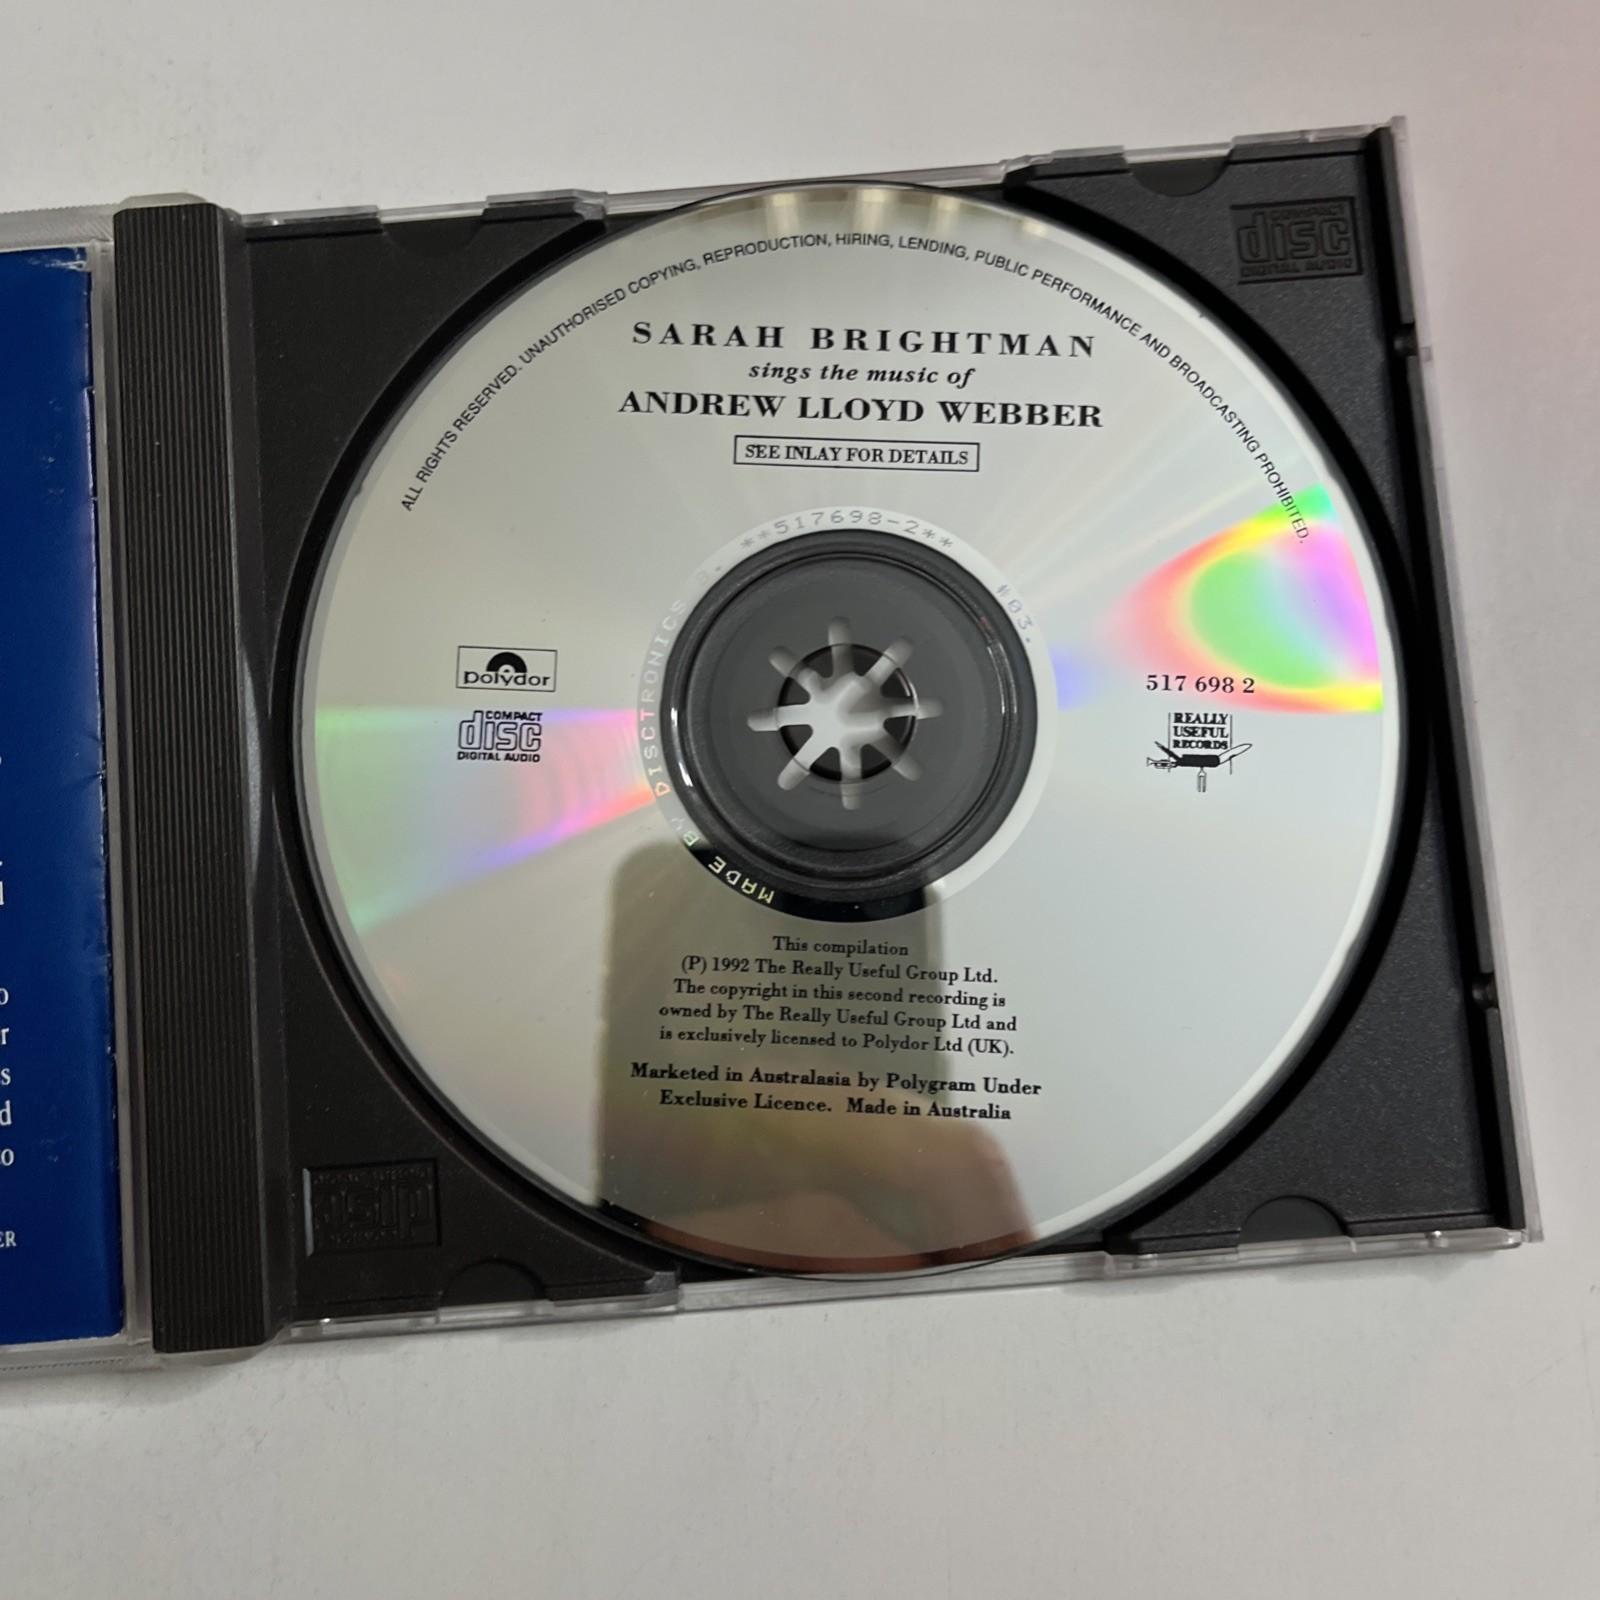 ALL RIGHTS RESERVED. UNAUTHORISED COPYING, REPRODUCTION, HIRING, LENDING, PUBLIC PERFORMANCE AND BROADCASTING PROHIBITED.
SARAH BRIGHTMAN
sings the music of
ANDREW LLOYD WEBBER
SEE INLAY FOR DETAILS
**517698-2**
#03.
MADE BY DISCTRONICS
polydor
COMPACT
disc
DIGITAL AUDIO
517 698 2
REALLY
USEFUL
RECORDS
This compilation
(P) 1992 The Really Useful Group Ltd.
The copyright in this second recording is
owned by The Really Useful Group Ltd and
is exclusively licensed to Polydor Ltd (UK).
Marketed in Australasia by Polygram Under
Exclusive Licence. Made in Australia
COMPACT
disc
DIGITAL AUDIO